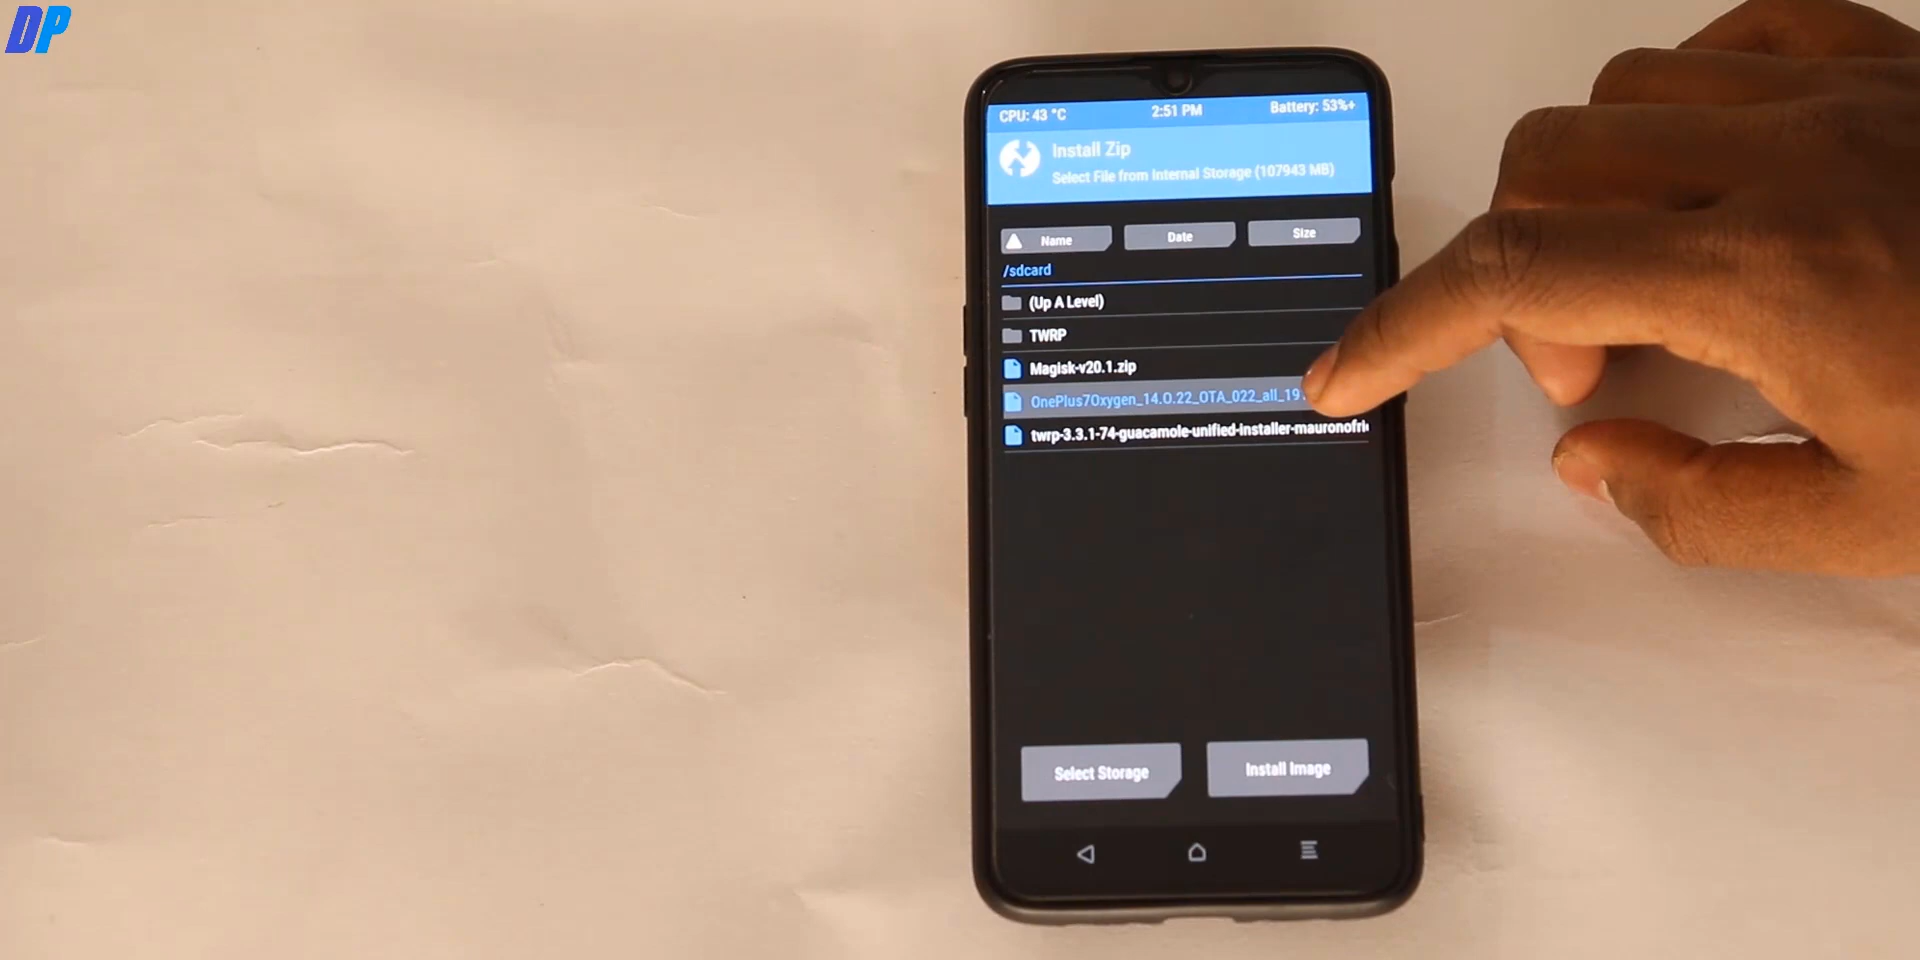 DP
CPU: 43 °C 2:51 PM Battery: 53%+
Install Zip
Select File from Internal Storage (107943 MB)
Name Date Size
/sdcard
(Up A Level)
TWRP
Magisk-v20.1.zip
OnePlus7Oxygen_14.O.22_OTA_022_all_19
twrp-3.3.1-74-guacamole-unified-installer-mauronofri
Select Storage Install Image